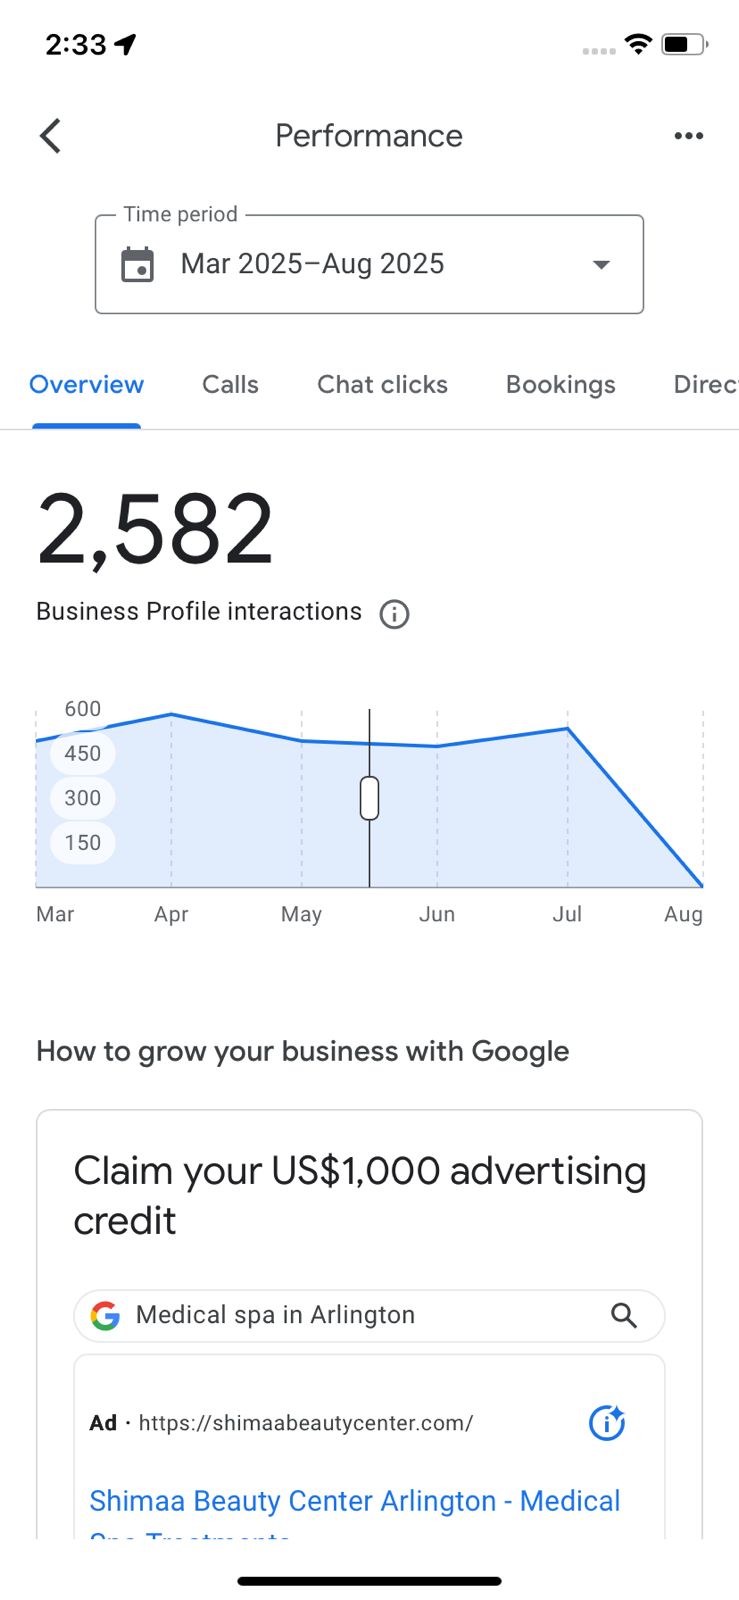 2:33
Performance
Time period
Mar 2025–Aug 2025
Overview Calls Chat clicks Bookings Direc
2,582
Business Profile interactions
600
450
300
150
Mar Apr May Jun Jul Aug
How to grow your business with Google
Claim your US$1,000 advertising
credit
Medical spa in Arlington
Ad · https://shimaabeautycenter.com/
Shimaa Beauty Center Arlington - Medical
Spa Treatments